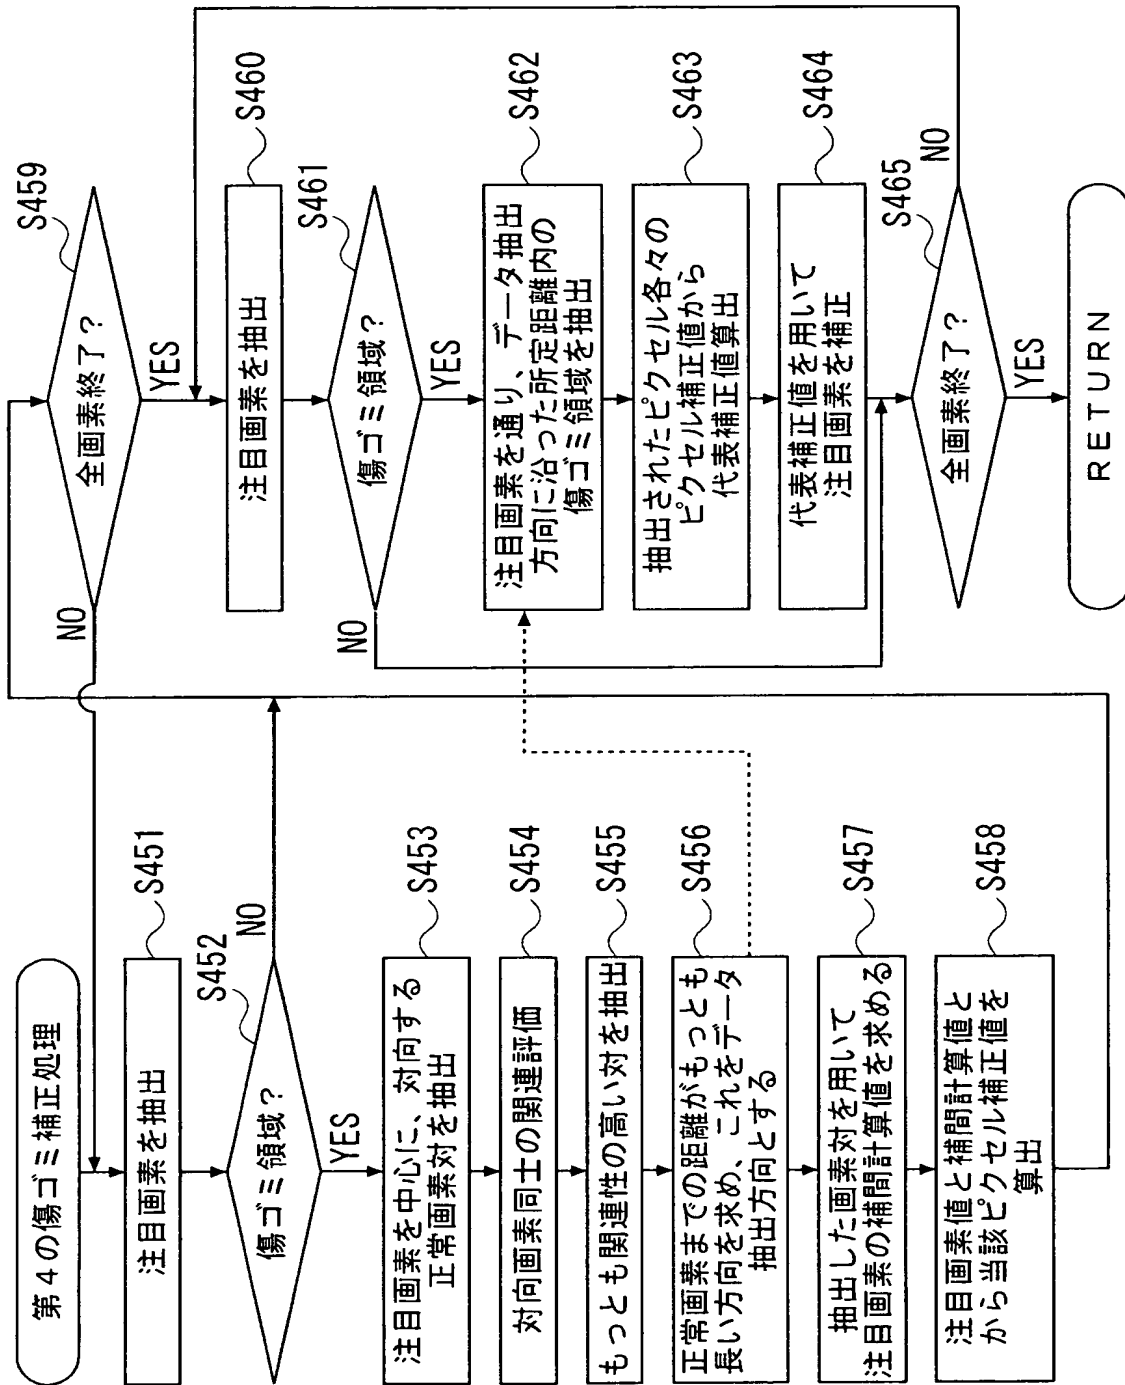 第4の傷ゴミ補正処理
注目画素を抽出
S451
傷ゴミ領域?
S452
NO
YES
注目画素を中心に、対向する
正常画素対を抽出
S453
対向画素同士の関連評価
S454
もっとも関連性の高い対を抽出
S455
正常画素までの距離がもっとも
長い方向を求め、これをデータ
抽出方向とする
S456
抽出した画素対を用いて
注目画素の補間計算値を求める
S457
注目画素値と補間計算値と
から当該ピクセル補正値を
算出
S458
全画素終了?
S459
NO
YES
注目画素を抽出
S460
傷ゴミ領域?
S461
NO
YES
注目画素を通り、データ抽出
方向に沿った所定距離内の
傷ゴミ領域を抽出
S462
抽出されたピクセル各々の
ピクセル補正値から
代表補正値算出
S463
代表補正値を用いて
注目画素を補正
S464
全画素終了?
S465
NO
YES
RETURN